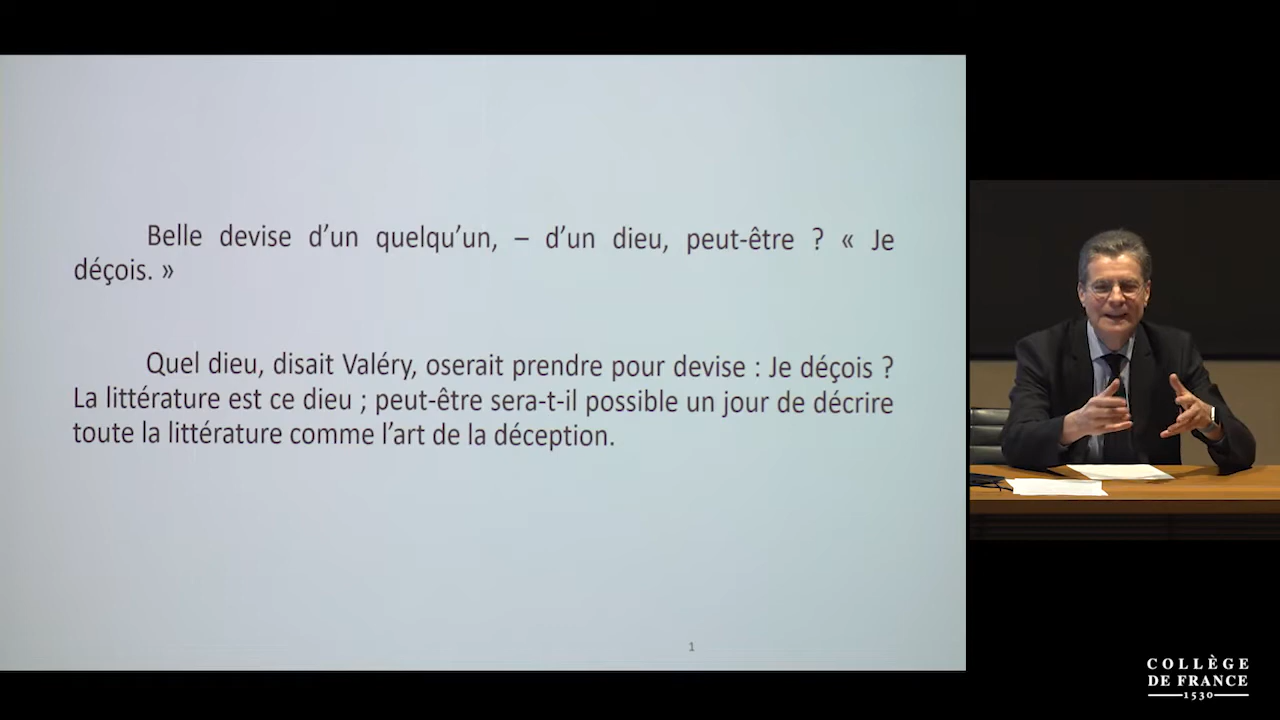 Belle devise d’un quelqu’un, – d’un dieu, peut-être ? « Je
déçois. »
Quel dieu, disait Valéry, oserait prendre pour devise : Je déçois ?
La littérature est ce dieu ; peut-être sera-t-il possible un jour de décrire
toute la littérature comme l’art de la déception.
1
COLLÈGE
DE FRANCE
1530